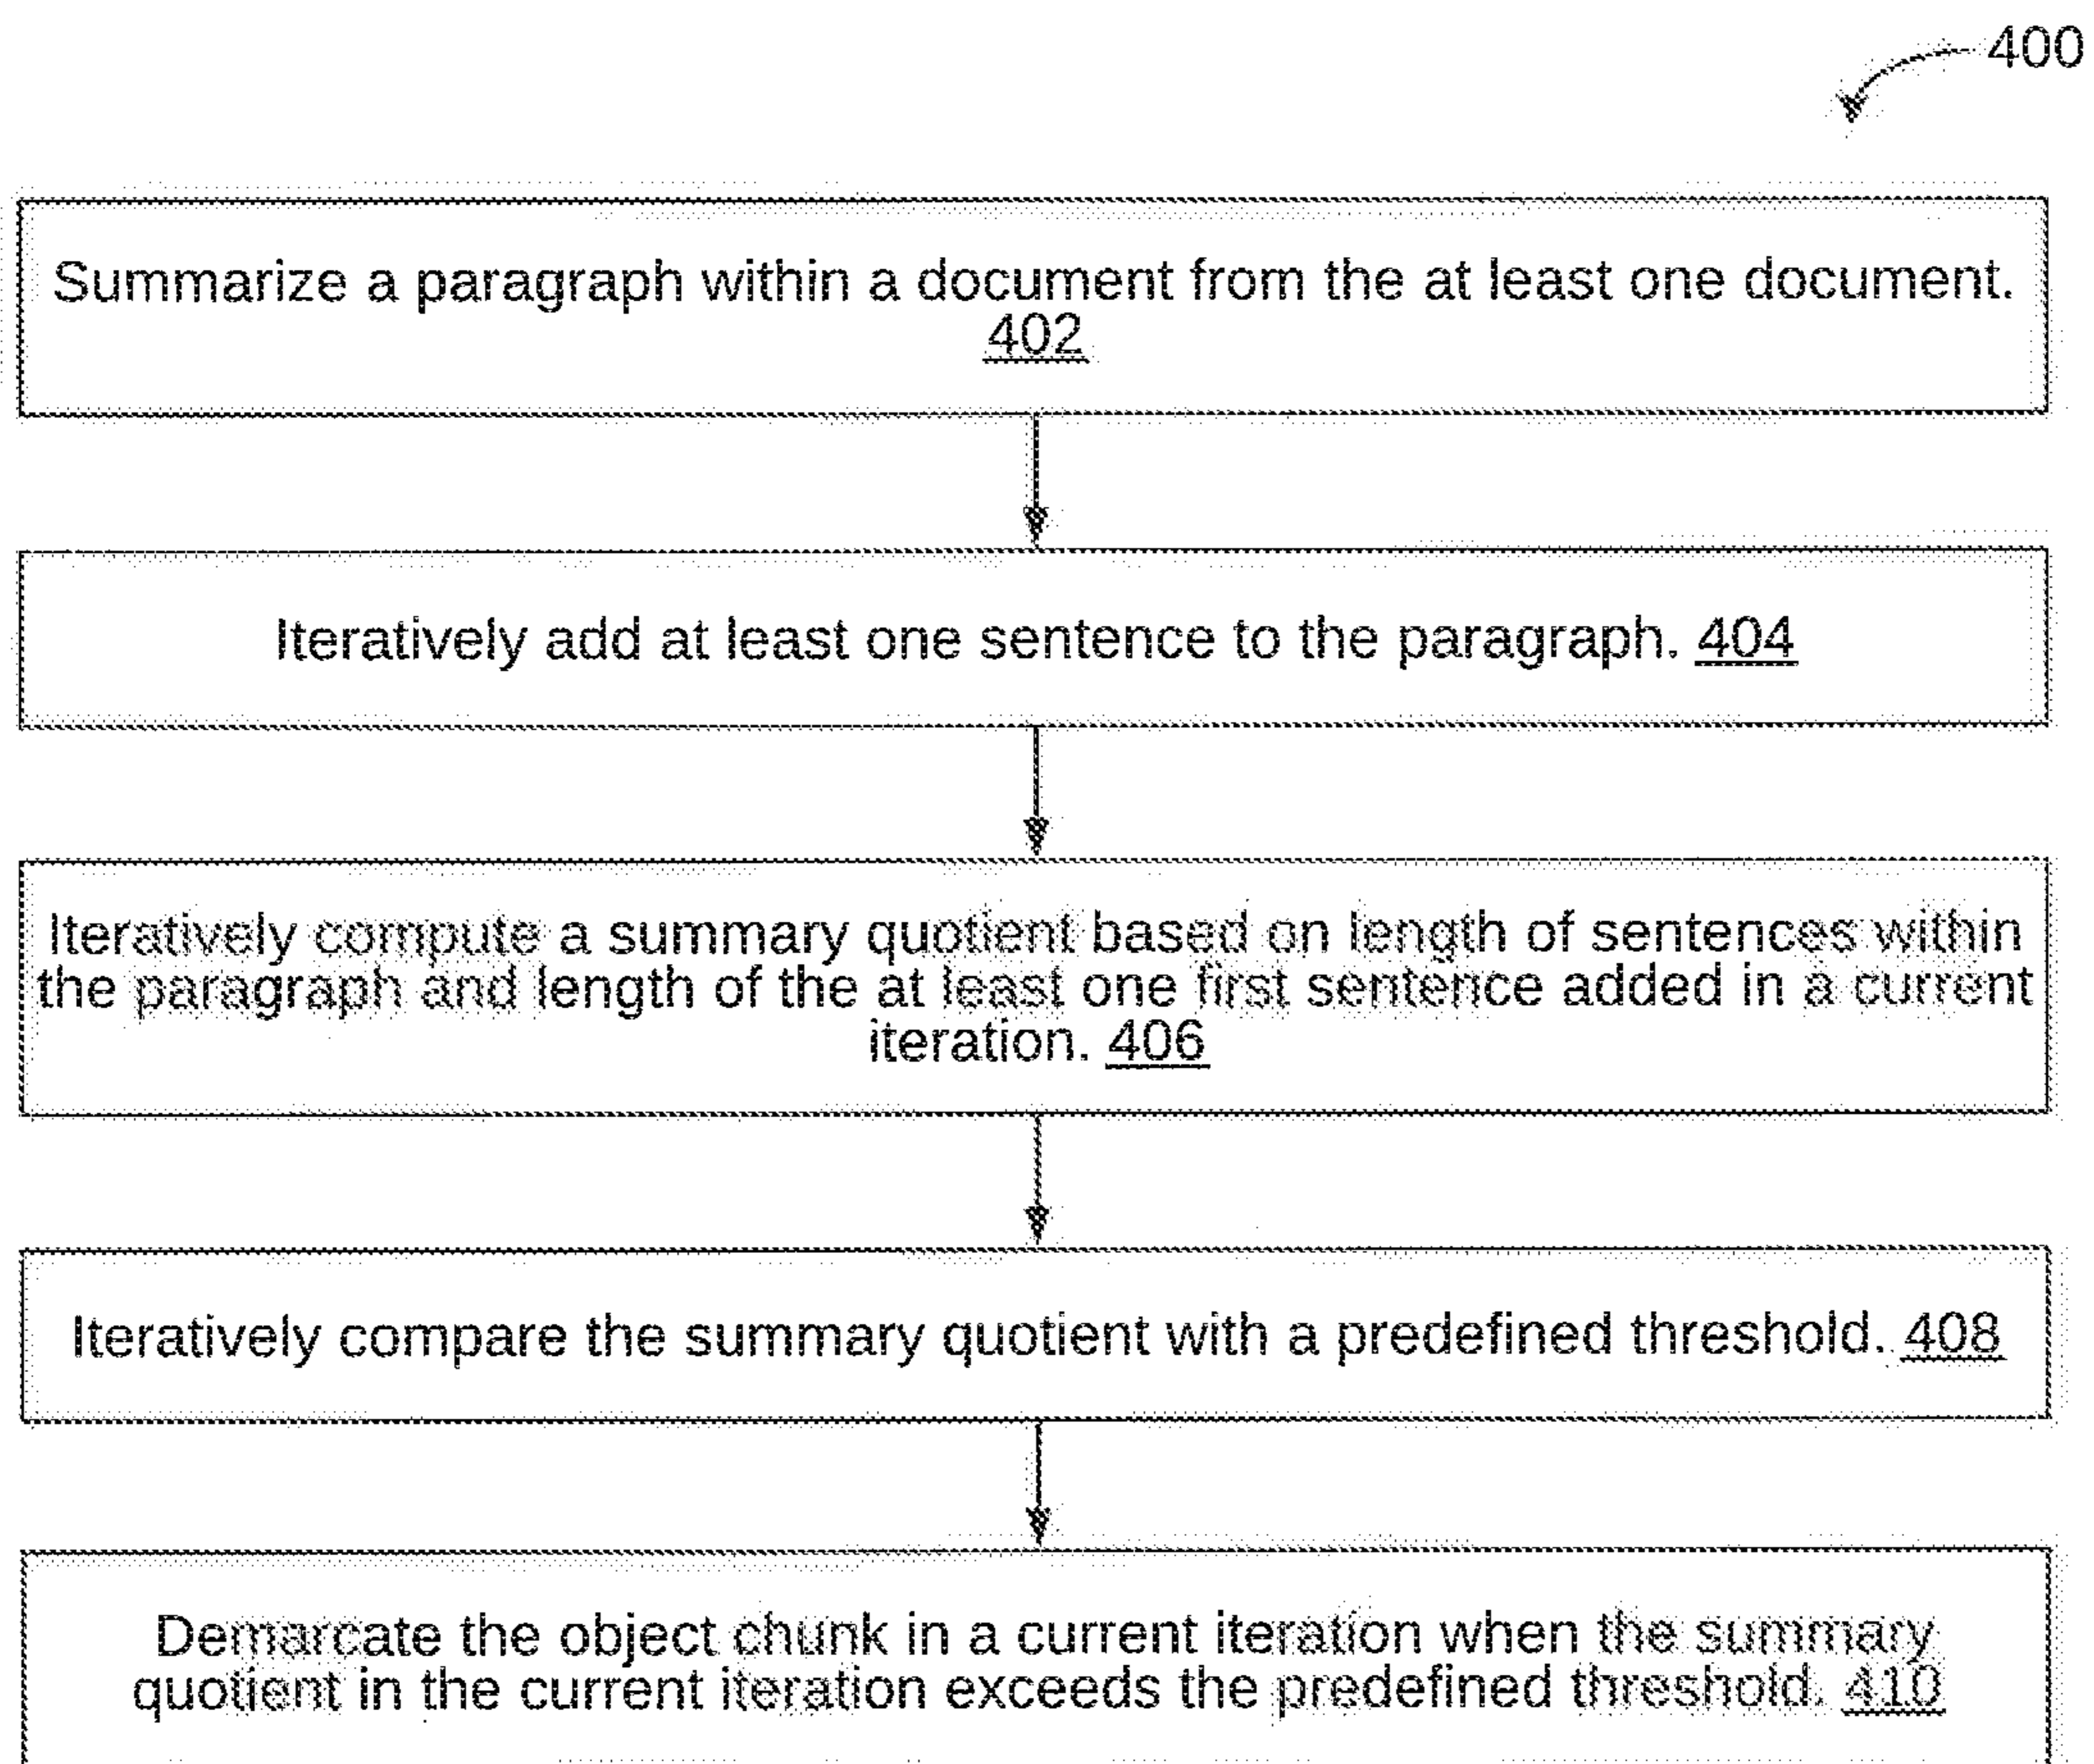 400
Summarize a paragraph within a document from the at least one document.
402
Iteratively add at least one sentence to the paragraph. 404
Iteratively compute a summary quotient based on length of sentences within
the paragraph and length of the at least one first sentence added in a current
iteration. 406
Iteratively compare the summary quotient with a predefined threshold. 408
Demarcate the object chunk in a current iteration when the summary
quotient in the current iteration exceeds the predefined threshold. 410